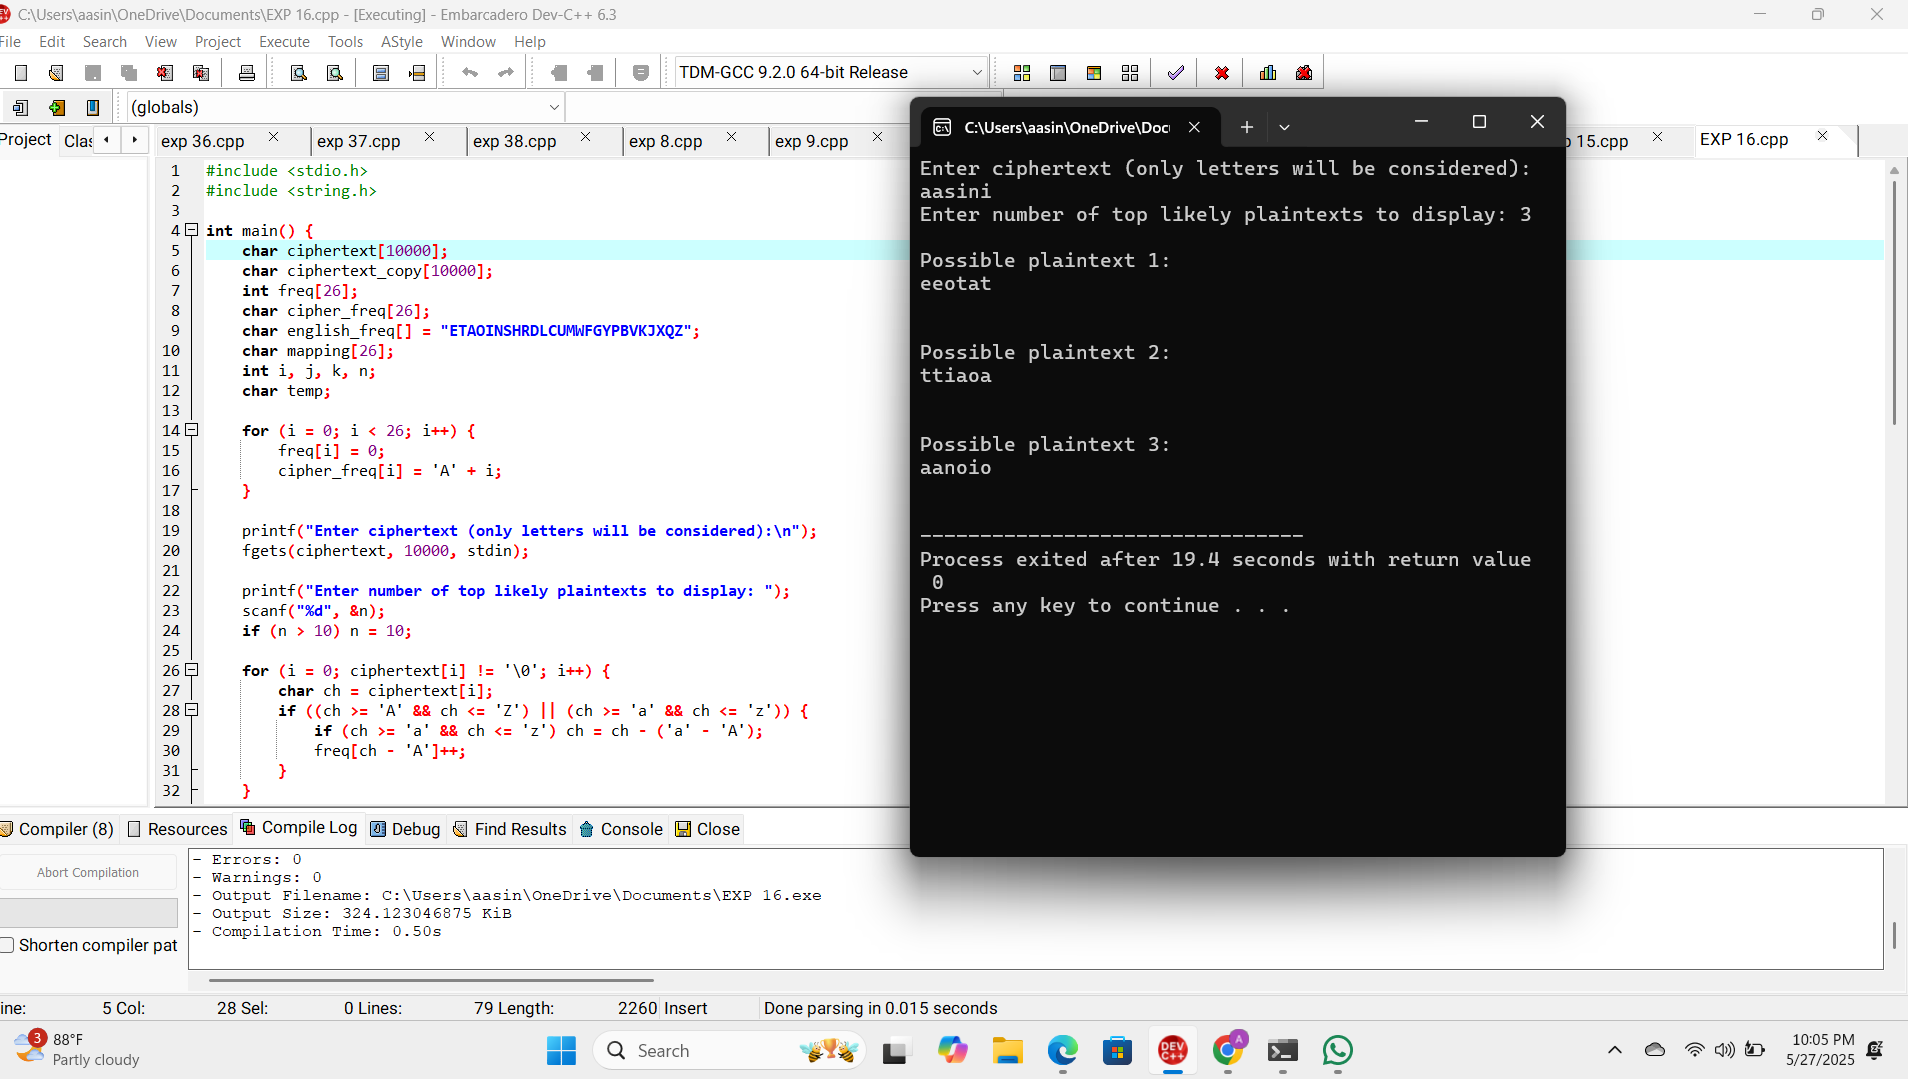 C:\Users\aasin\OneDrive\Documents\EXP 16.cpp - [Executing] - Embarcadero Dev-C++ 6.3
File Edit Search View Project Execute Tools AStyle Window Help
TDM-GCC 9.2.0 64-bit Release
(globals)
Project Clas
exp 36.cpp exp 37.cpp exp 38.cpp exp 8.cpp exp 9.cpp 15.cpp EXP 16.cpp
1 #include <stdio.h>
2 #include <string.h>
3
4 int main() {
5 char ciphertext[10000];
6 char ciphertext_copy[10000];
7 int freq[26];
8 char cipher_freq[26];
9 char english_freq[] = "ETAOINSHRDLCUMWFGYPBVKJXQZ";
10 char mapping[26];
11 int i, j, k, n;
12 char temp;
13
14 for (i = 0; i < 26; i++) {
15 freq[i] = 0;
16 cipher_freq[i] = 'A' + i;
17 }
18
19 printf("Enter ciphertext (only letters will be considered):\n");
20 fgets(ciphertext, 10000, stdin);
21
22 printf("Enter number of top likely plaintexts to display: ");
23 scanf("%d", &n);
24 if (n > 10) n = 10;
25
26 for (i = 0; ciphertext[i] != '\0'; i++) {
27 char ch = ciphertext[i];
28 if ((ch >= 'A' && ch <= 'Z') || (ch >= 'a' && ch <= 'z')) {
29 if (ch >= 'a' && ch <= 'z') ch = ch - ('a' - 'A');
30 freq[ch - 'A']++;
31 }
32 }
C:\Users\aasin\OneDrive\Doc
Enter ciphertext (only letters will be considered):
aasini
Enter number of top likely plaintexts to display: 3
Possible plaintext 1:
eeotat
Possible plaintext 2:
ttiaoa
Possible plaintext 3:
aanoio
--------------------------------
Process exited after 19.4 seconds with return value
0
Press any key to continue . . .
Compiler (8) Resources Compile Log Debug Find Results Console Close
Abort Compilation
Shorten compiler pat
- Errors: 0
- Warnings: 0
- Output Filename: C:\Users\aasin\OneDrive\Documents\EXP 16.exe
- Output Size: 324.123046875 KiB
- Compilation Time: 0.50s
ine: 5 Col: 28 Sel: 0 Lines: 79 Length: 2260 Insert Done parsing in 0.015 seconds
3
88°F
Partly cloudy
Search
DEV C++
A
10:05 PM
5/27/2025